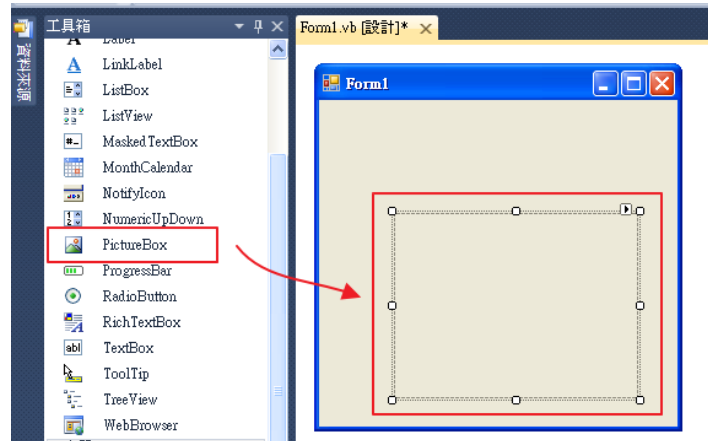 工具箱
Form1.vb [設計]*
資料來源
Label
A LinkLabel
ListBox
ListView
MaskedTextBox
MonthCalendar
NotifyIcon
NumericUpDown
PictureBox
ProgressBar
RadioButton
RichTextBox
abl TextBox
ToolTip
TreeView
WebBrowser
Form1